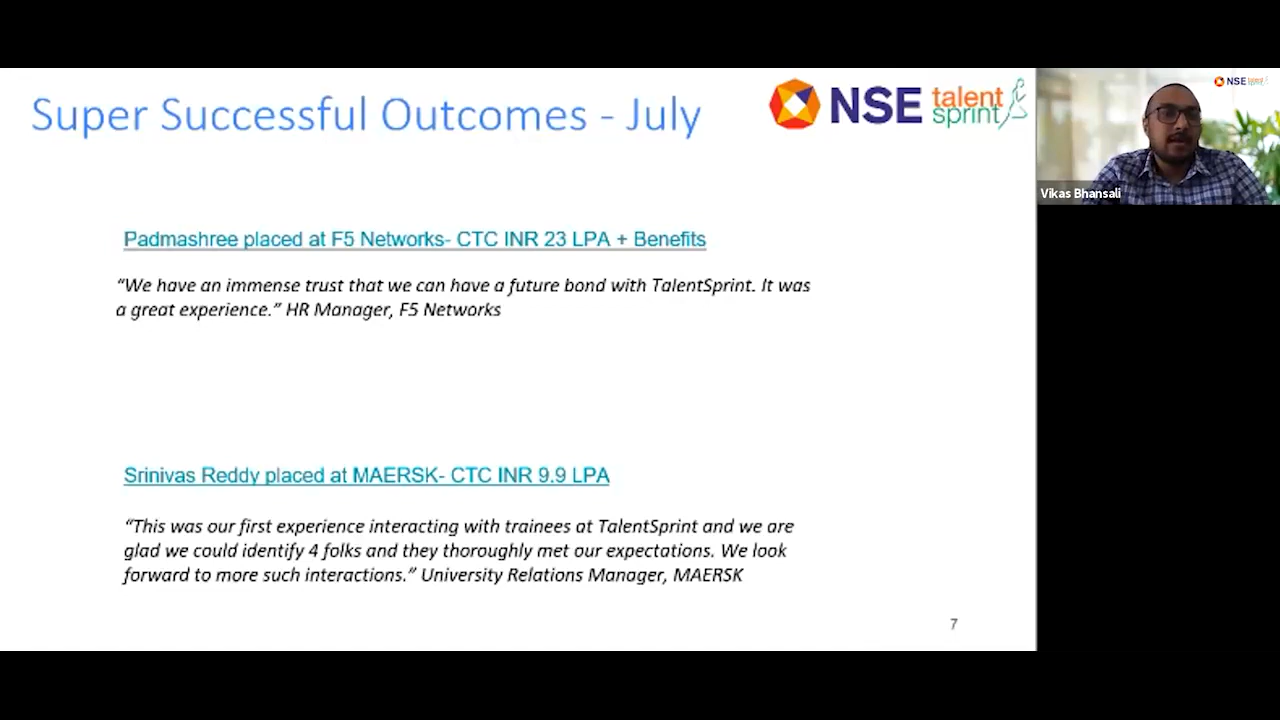 Super Successful Outcomes - July
NSE talent sprint
NSE talent sprint
Vikas Bhansali
Padmashree placed at F5 Networks- CTC INR 23 LPA + Benefits
“We have an immense trust that we can have a future bond with TalentSprint. It was
a great experience.” HR Manager, F5 Networks
Srinivas Reddy placed at MAERSK- CTC INR 9.9 LPA
“This was our first experience interacting with trainees at TalentSprint and we are
glad we could identify 4 folks and they thoroughly met our expectations. We look
forward to more such interactions.” University Relations Manager, MAERSK
7